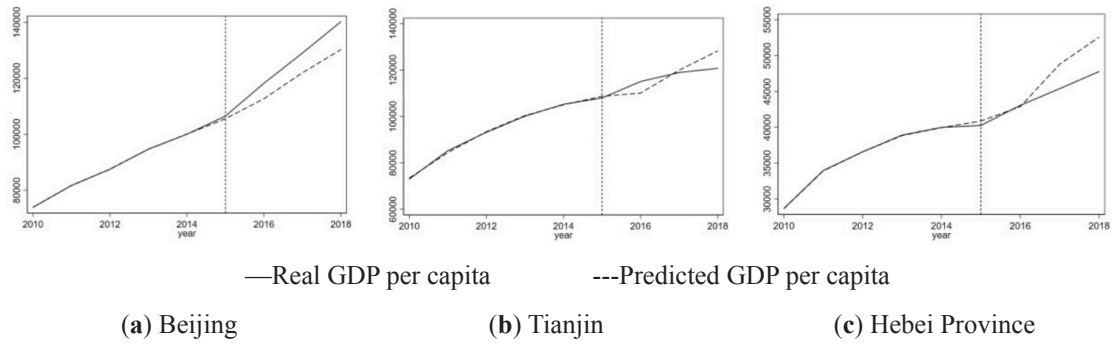 80000 100000 120000 140000
2010 2012 2014 2016 2018
year
60000 80000 100000 120000 140000
2010 2012 2014 2016 2018
year
30000 35000 40000 45000 50000 55000
2010 2012 2014 2016 2018
year
—Real GDP per capita ---Predicted GDP per capita
(a) Beijing (b) Tianjin (c) Hebei Province